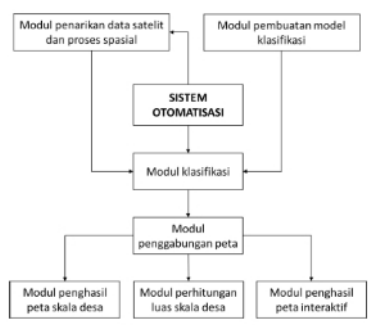 Modul penarikan data satelit
dan proses spasial
Modul pembuatan model
klasifikasi
SISTEM
OTOMATISASI
Modul klasifikasi
Modul
penggabungan peta
Modul penghasil
peta skala desa
Modul perhitungan
luas skala desa
Modul penghasil
peta interaktif